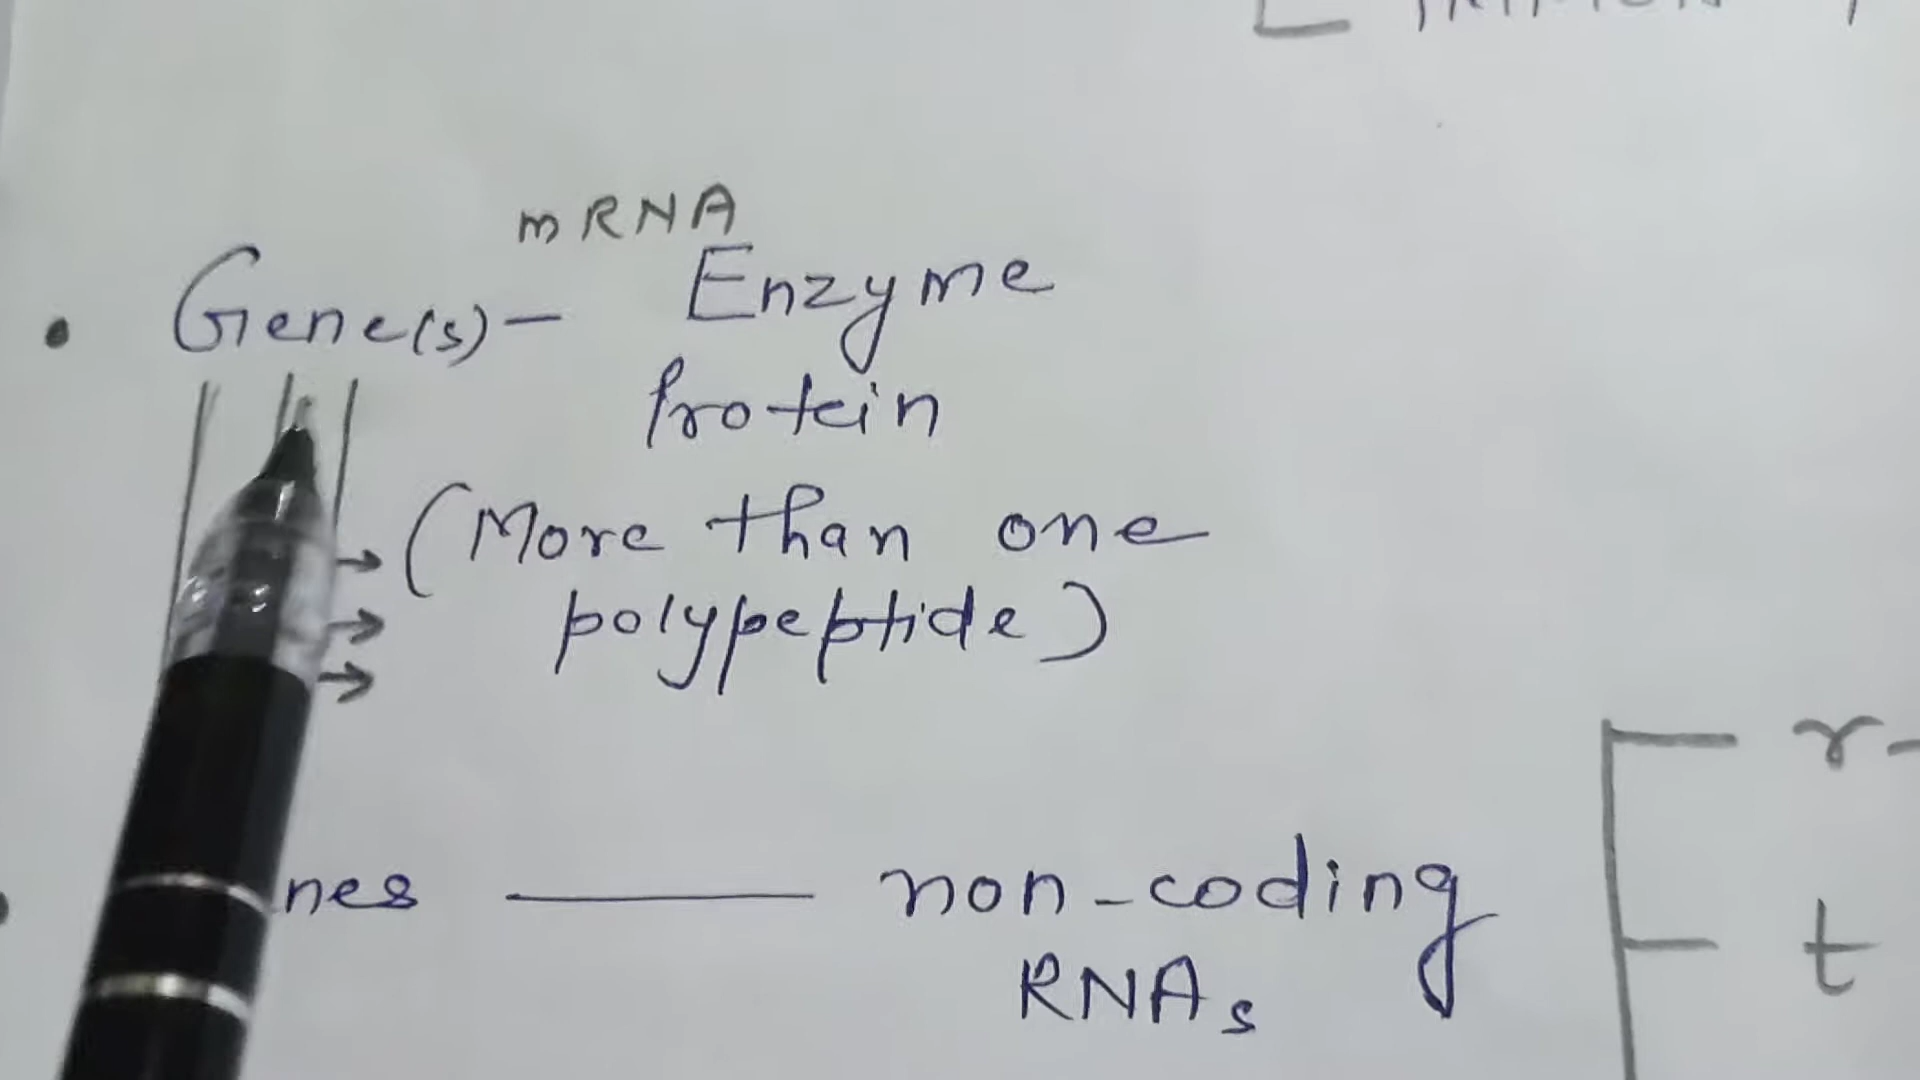 mRNA
• Gene(s) — Enzyme
Protein
(More than one
polypeptide)
nes — non-coding
RNAs
r-
t